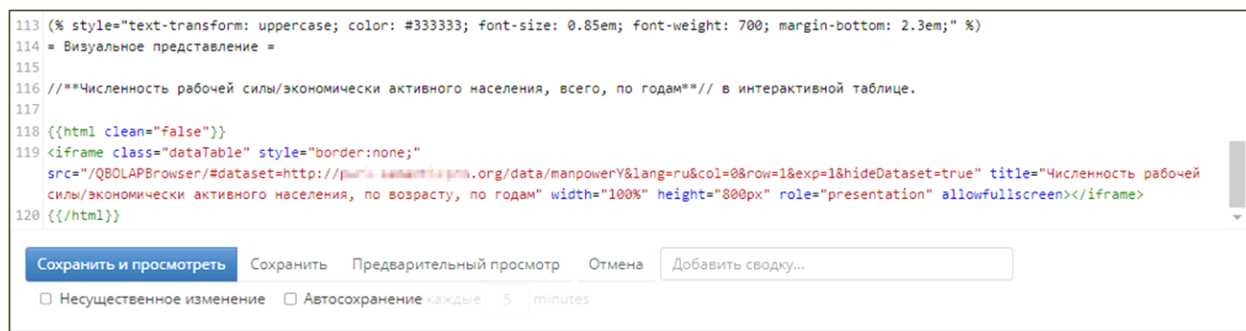 113 (% style="text-transform: uppercase; color: #333333; font-size: 0.85em; font-weight: 700; margin-bottom: 2.3em;" %)
114 = Визуальное представление =
115
116 //**Численность рабочей силы/экономически активного населения, всего, по годам**// в интерактивной таблице.
117
118 {{html clean="false"}}
119 <iframe class="dataTable" style="border:none;"
src="/QBOLAPBrowser/#dataset=http:// .org/data/manpowerY&lang=ru&col=0&row=1&exp=1&hideDataset=true" title="Численность рабочей
силы/экономически активного населения, по возрасту, по годам" width="100%" height="800px" role="presentation" allowfullscreen></iframe>
120 {{/html}}
Сохранить и просмотреть Сохранить Предварительный просмотр Отмена Добавить сводку...
Несущественное изменение Автосохранение каждые 5 minutes